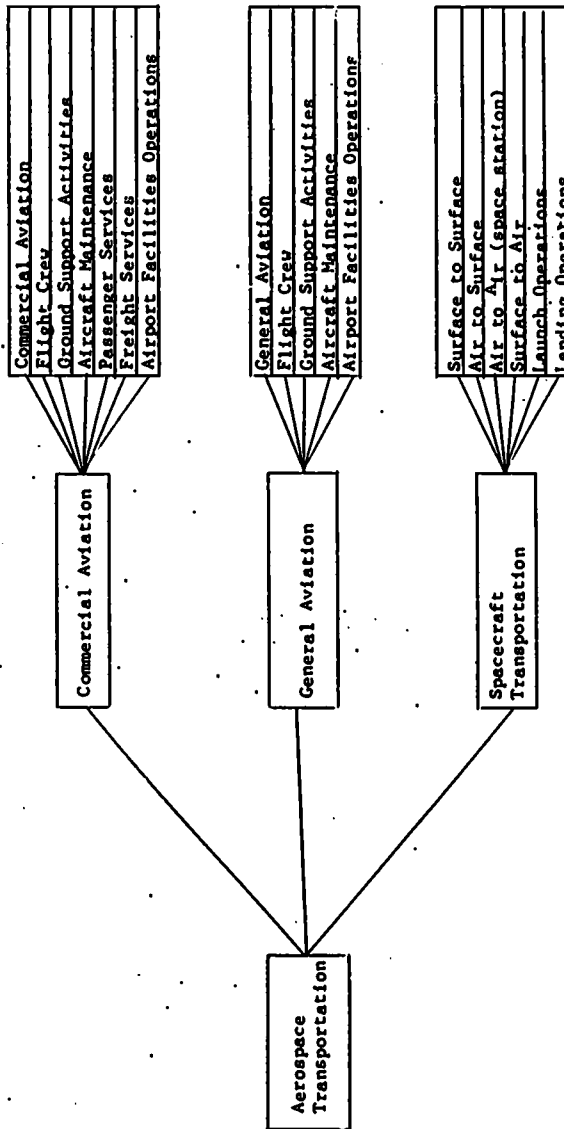 Aerospace
Transportation
Commercial Aviation
Commercial Aviation
Flight Crew
Ground Support Activities
Aircraft Maintenance
Passenger Services
Freight Services
Airport Facilities Operations
General Aviation
General Aviation
Flight Crew
Ground Support Activities
Aircraft Maintenance
Airport Facilities Operations
Spacecraft
Transportation
Surface to Surface
Air to Surface
Air to Air (space station)
Surface to Air
Launch Operations
Landing Operations